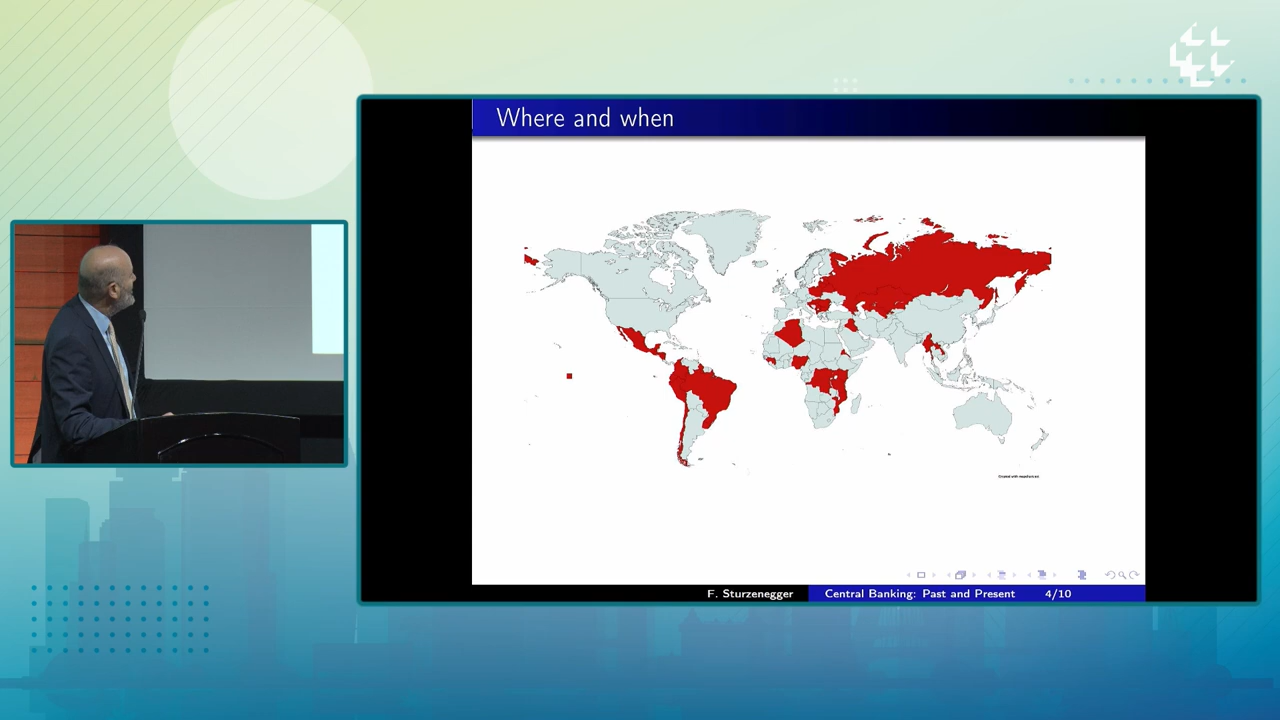 Where and when
F. Sturzenegger
Central Banking: Past and Present
4/10